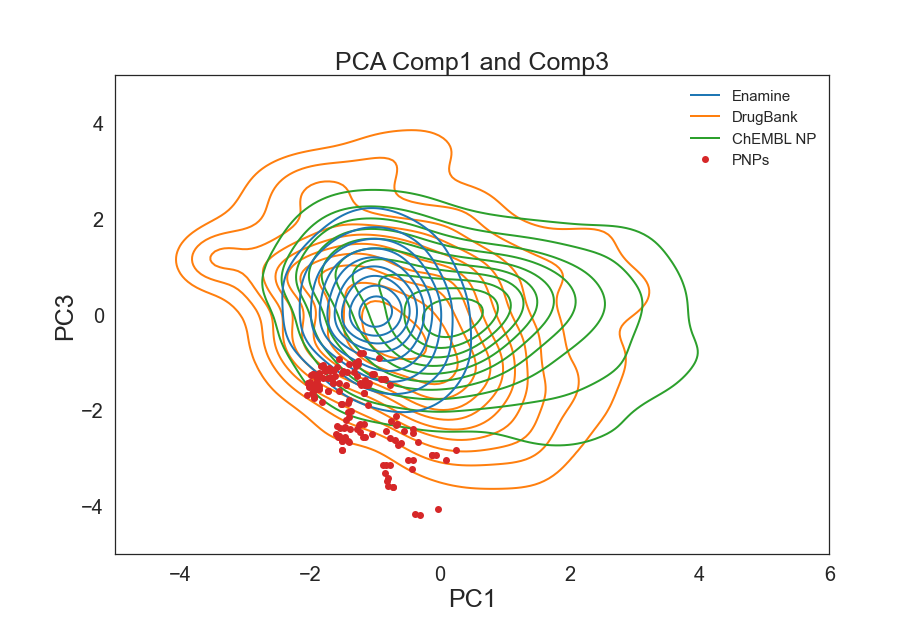 PCA Comp1 and Comp3
Enamine
DrugBank
ChEMBL NP
PNPs
4
2
0
−2
−4
PC3
−4
−2
0
2
4
6
PC1